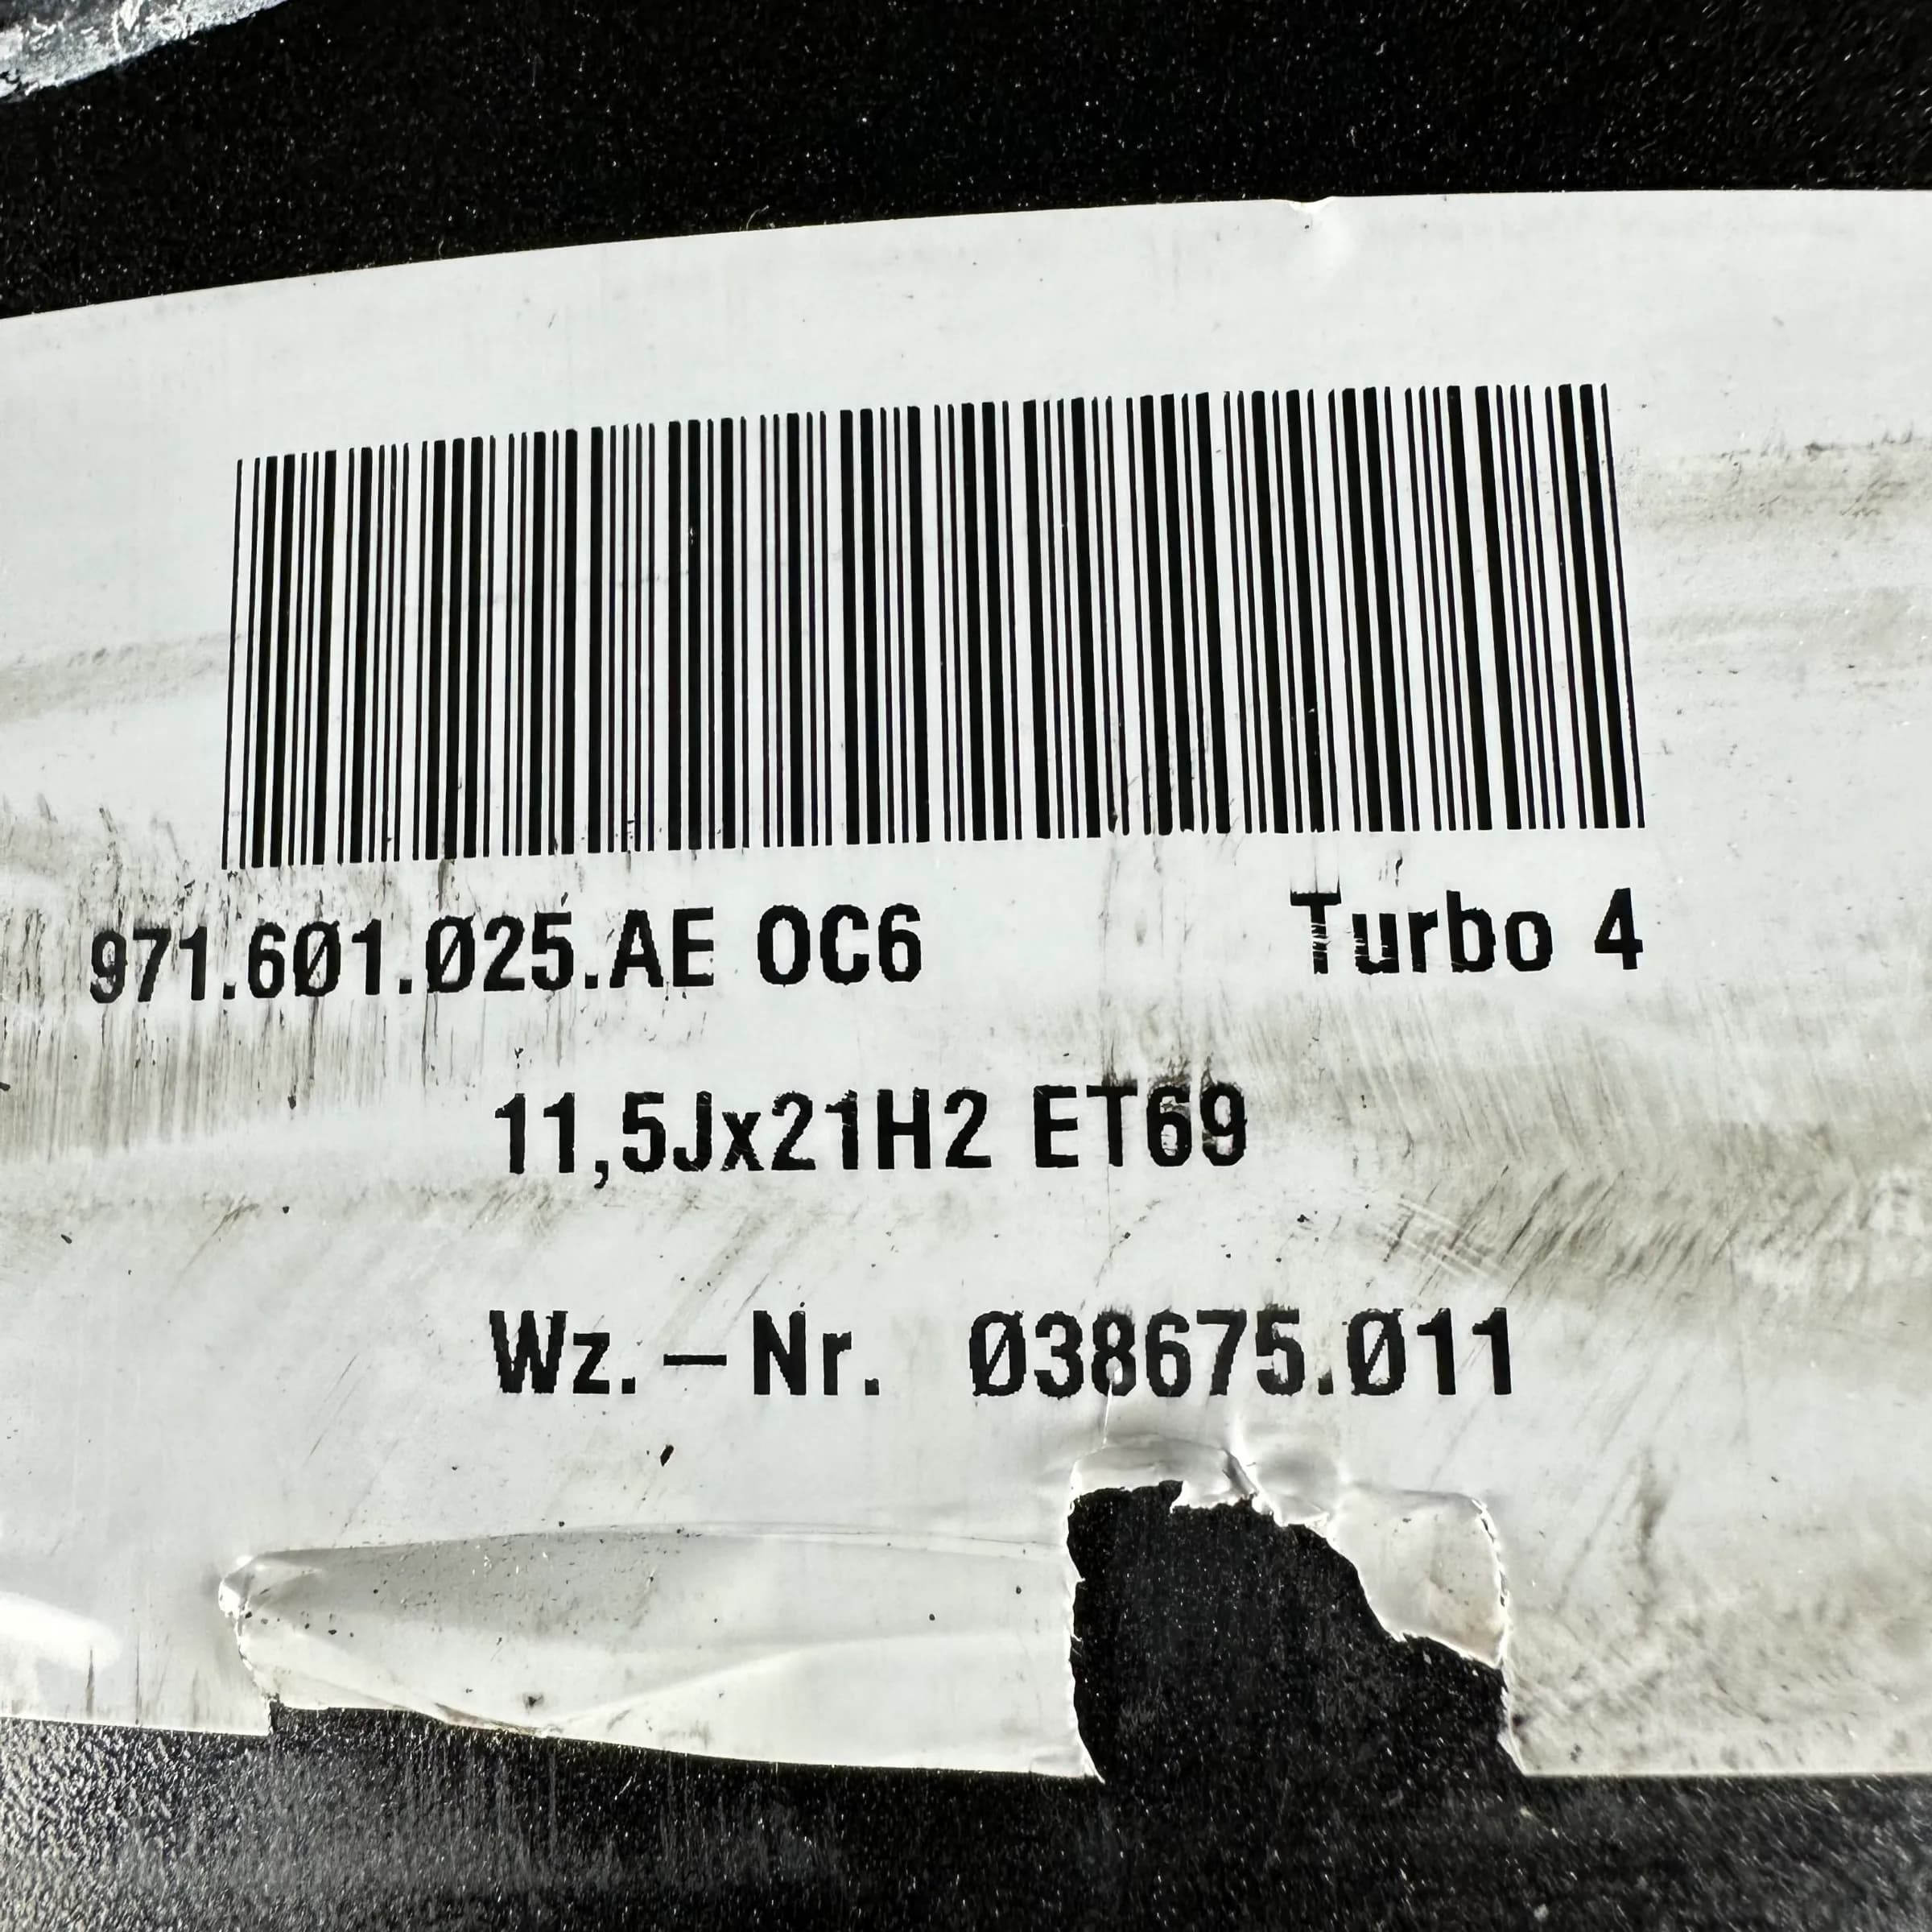 971.6Ø1.Ø25.AE OC6 Turbo 4
11,5Jx21H2 ET69
Wz.-Nr. Ø38675.Ø11